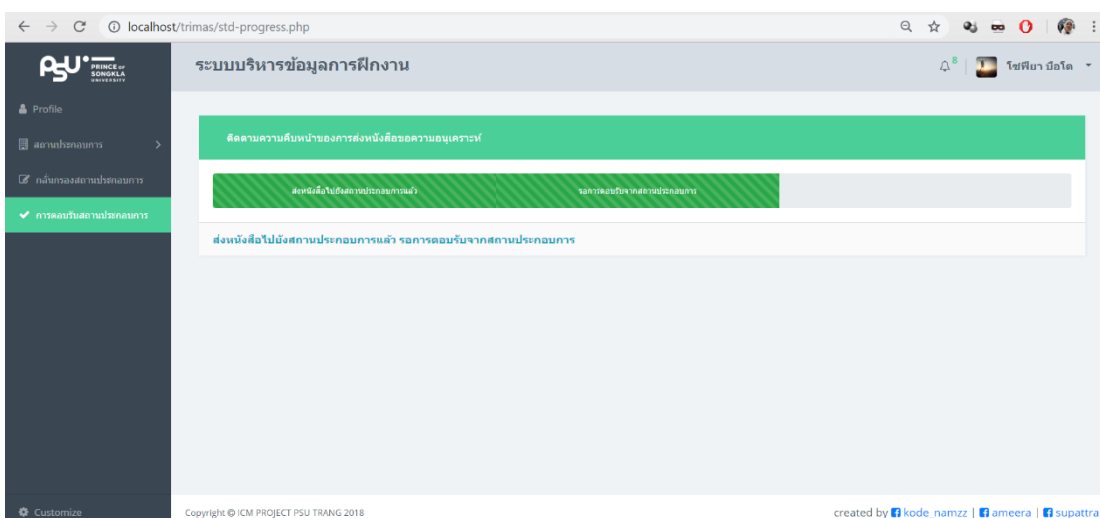 localhost/trimas/std-progress.php
PSU PRINCE OF SONGKLA UNIVERSITY
ระบบบริหารข้อมูลการฝึกงาน
8
โซฟียา บือโต
Profile
สถานประกอบการ
กลั่นกรองสถานประกอบการ
การตอบรับสถานประกอบการ
ติดตามความคืบหน้าของการส่งหนังสือขอความอนุเคราะห์
ส่งหนังสือไปยังสถานประกอบการแล้ว
รอการตอบรับจากสถานประกอบการ
ส่งหนังสือไปยังสถานประกอบการแล้ว รอการตอบรับจากสถานประกอบการ
Customize
Copyright © ICM PROJECT PSU TRANG 2018
created by kode_namzz | ameera | supattra